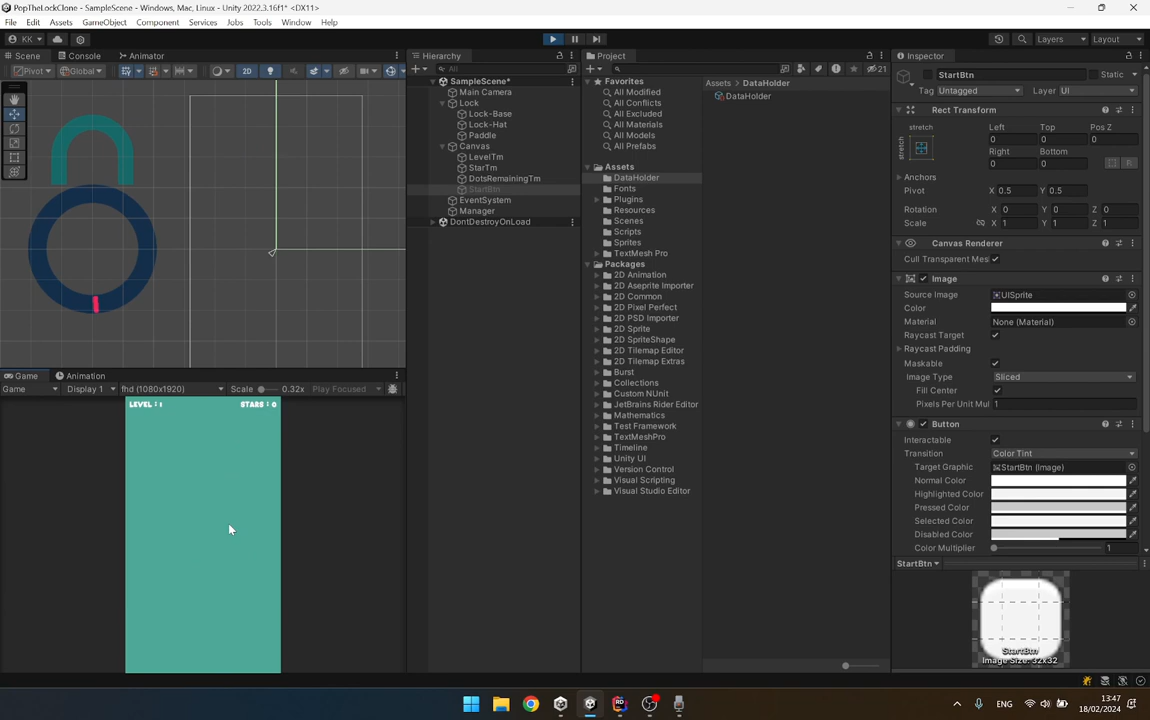 PopTheLockClone - SampleScene - Windows, Mac, Linux - Unity 2022.3.16f1* <DX11>
File Edit Assets GameObject Component Services Jobs Tools Window Help
KK Layers Layout
Scene Console Animator
Pivot Global 2D
Hierarchy
All
SampleScene*
Main Camera
Lock
Lock-Base
Lock-Hat
Paddle
Canvas
LevelTm
StarTm
DotsRemainingTm
StartBtn
EventSystem
Manager
DontDestroyOnLoad
Game Animation
Game Display 1 fhd (1080x1920) Scale 0.32x Play Focused
LEVEL : 1 STARS : 0
Project
21
Favorites
All Modified
All Conflicts
All Excluded
All Materials
All Models
All Prefabs
Assets
DataHolder
Fonts
Plugins
Resources
Scenes
Scripts
Sprites
TextMesh Pro
Packages
2D Animation
2D Aseprite Importer
2D Common
2D Pixel Perfect
2D PSD Importer
2D Sprite
2D SpriteShape
2D Tilemap Editor
2D Tilemap Extras
Burst
Collections
Custom NUnit
JetBrains Rider Editor
Mathematics
Test Framework
TextMeshPro
Timeline
Unity UI
Version Control
Visual Scripting
Visual Studio Editor
Assets > DataHolder
DataHolder
Inspector
StartBtn Static
Tag Untagged Layer UI
Rect Transform
stretch Left Top Pos Z
stretch 0 0 0
Right Bottom
0 0 R
Anchors
Pivot X 0.5 Y 0.5
Rotation X 0 Y 0 Z 0
Scale X 1 Y 1 Z 1
Canvas Renderer
Cull Transparent Mes
Image
Source Image UISprite
Color
Material None (Material)
Raycast Target
Raycast Padding
Maskable
Image Type Sliced
Fill Center
Pixels Per Unit Mul 1
Button
Interactable
Transition Color Tint
Target Graphic StartBtn (Image)
Normal Color
Highlighted Color
Pressed Color
Selected Color
Disabled Color
Color Multiplier 1
StartBtn
StartBtn
Image Size: 32x32
RD
ENG
13:47
18/02/2024